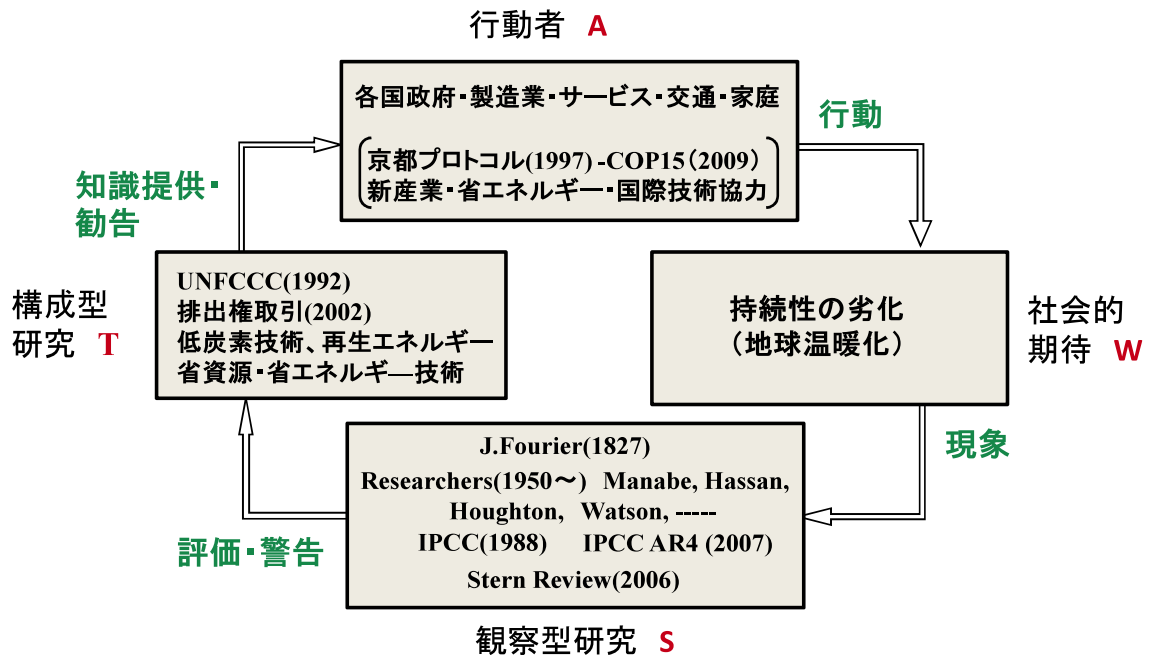 行動者 A
各国政府・製造業・サービス・交通・家庭
京都プロトコル(1997) -COP15(2009)
新産業・省エネルギー・国際技術協力
行動
知識提供・
勧告
構成型
研究 T
UNFCCC(1992)
排出権取引(2002)
低炭素技術、再生エネルギー
省資源・省エネルギ―技術
持続性の劣化
(地球温暖化)
社会的
期待 W
現象
J.Fourier(1827)
Researchers(1950～) Manabe, Hassan,
Houghton, Watson, -----
IPCC(1988) IPCC AR4 (2007)
Stern Review(2006)
評価・警告
観察型研究 S